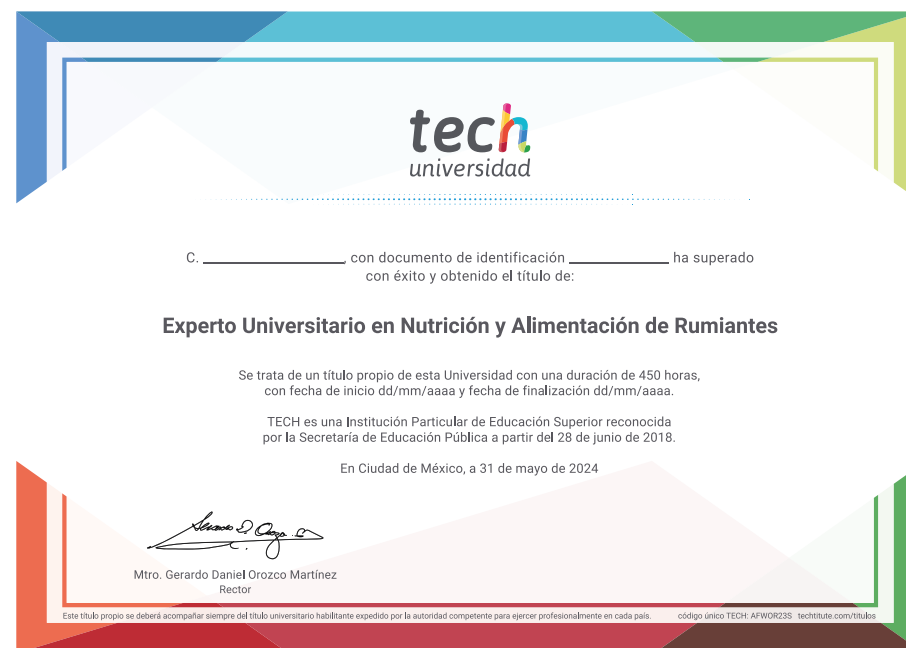 tech
universidad
C. ____________________, con documento de identificación ______________ ha superado
con éxito y obtenido el título de:
Experto Universitario en Nutrición y Alimentación de Rumiantes
Se trata de un título propio de esta Universidad con una duración de 450 horas,
con fecha de inicio dd/mm/aaaa y fecha de finalización dd/mm/aaaa.
TECH es una Institución Particular de Educación Superior reconocida
por la Secretaría de Educación Pública a partir del 28 de junio de 2018.
En Ciudad de México, a 31 de mayo de 2024
Mtro. Gerardo Daniel Orozco Martínez
Rector
Este título propio se deberá acompañar siempre del título universitario habilitante expedido por la autoridad competente para ejercer profesionalmente en cada país. código único TECH: AFWOR23S techtitute.com/titulos